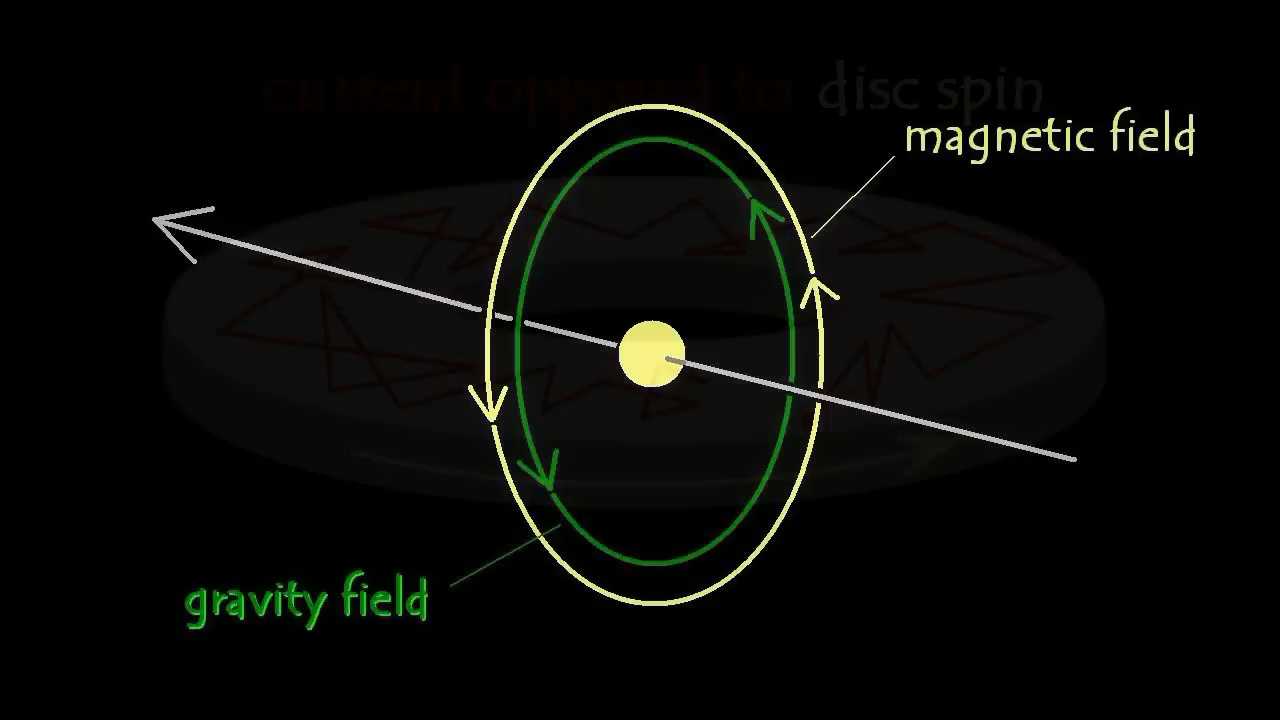 current opposed to disc spin
magnetic field
gravity field